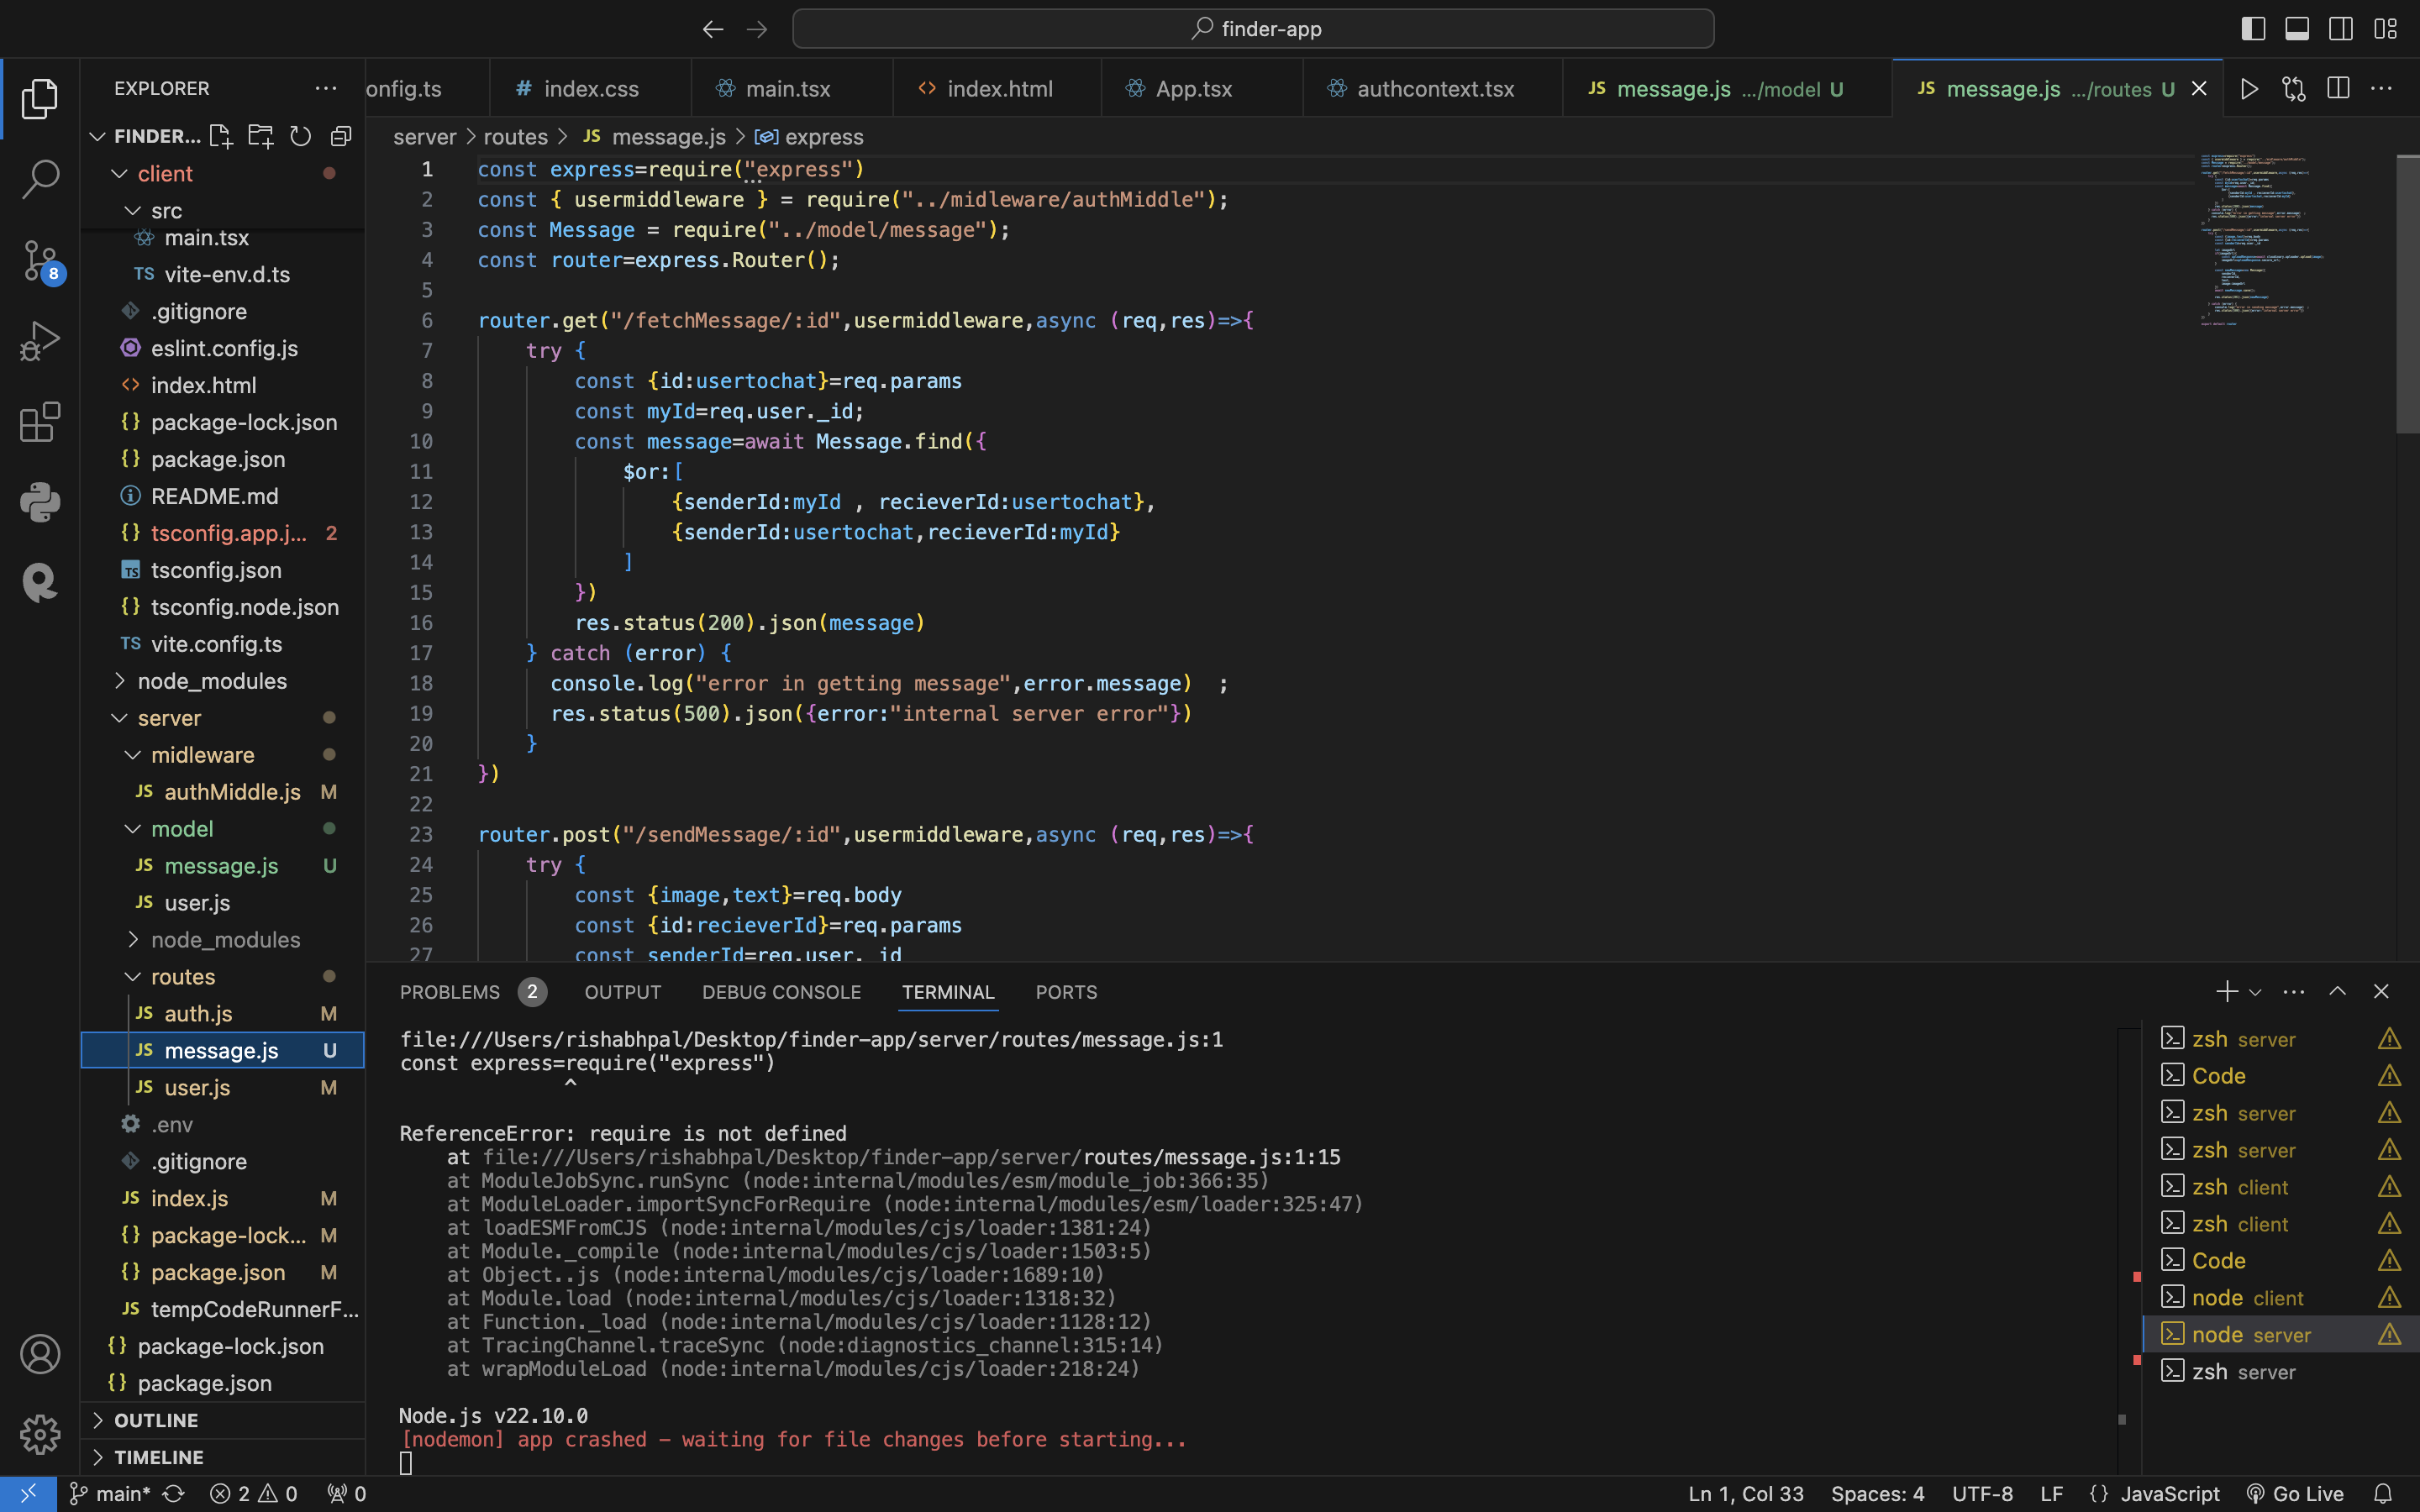 finder-app
EXPLORER
onfig.ts
# index.css
main.tsx
<> index.html
App.tsx
authcontext.tsx
JS message.js .../model U
JS message.js .../routes U
FINDER...
server > routes > JS message.js > express
client
src
main.tsx
TS vite-env.d.ts
.gitignore
eslint.config.js
<> index.html
{} package-lock.json
{} package.json
README.md
{} tsconfig.app.j... 2
TS tsconfig.json
{} tsconfig.node.json
TS vite.config.ts
node_modules
server
midleware
JS authMiddle.js M
model
JS message.js U
JS user.js
node_modules
routes
JS auth.js M
JS message.js U
JS user.js M
.env
.gitignore
JS index.js M
{} package-lock... M
{} package.json M
JS tempCodeRunnerF...
{} package-lock.json
{} package.json
OUTLINE
TIMELINE
8
1 const express=require("express")
2 const { usermiddleware } = require("../midleware/authMiddle");
3 const Message = require("../model/message");
4 const router=express.Router();
5
6 router.get("/fetchMessage/:id",usermiddleware,async (req,res)=>{
7 try {
8 const {id:usertochat}=req.params
9 const myId=req.user._id;
10 const message=await Message.find({
11 $or:[
12 {senderId:myId , recieverId:usertochat},
13 {senderId:usertochat,recieverId:myId}
14 ]
15 })
16 res.status(200).json(message)
17 } catch (error) {
18 console.log("error in getting message",error.message) ;
19 res.status(500).json({error:"internal server error"})
20 }
21 })
22
23 router.post("/sendMessage/:id",usermiddleware,async (req,res)=>{
24 try {
25 const {image,text}=req.body
26 const {id:recieverId}=req.params
27 const senderId=req.user._id
PROBLEMS 2 OUTPUT DEBUG CONSOLE TERMINAL PORTS
file:///Users/rishabhpal/Desktop/finder-app/server/routes/message.js:1
const express=require("express")
^
ReferenceError: require is not defined
at file:///Users/rishabhpal/Desktop/finder-app/server/routes/message.js:1:15
at ModuleJobSync.runSync (node:internal/modules/esm/module_job:366:35)
at ModuleLoader.importSyncForRequire (node:internal/modules/esm/loader:325:47)
at loadESMFromCJS (node:internal/modules/cjs/loader:1381:24)
at Module._compile (node:internal/modules/cjs/loader:1503:5)
at Object..js (node:internal/modules/cjs/loader:1689:10)
at Module.load (node:internal/modules/cjs/loader:1318:32)
at Function._load (node:internal/modules/cjs/loader:1128:12)
at TracingChannel.traceSync (node:diagnostics_channel:315:14)
at wrapModuleLoad (node:internal/modules/cjs/loader:218:24)
Node.js v22.10.0
[nodemon] app crashed - waiting for file changes before starting...
zsh server
Code
zsh server
zsh server
zsh client
zsh client
Code
node client
node server
zsh server
main* 2 0 0
Ln 1, Col 33 Spaces: 4 UTF-8 LF {} JavaScript Go Live